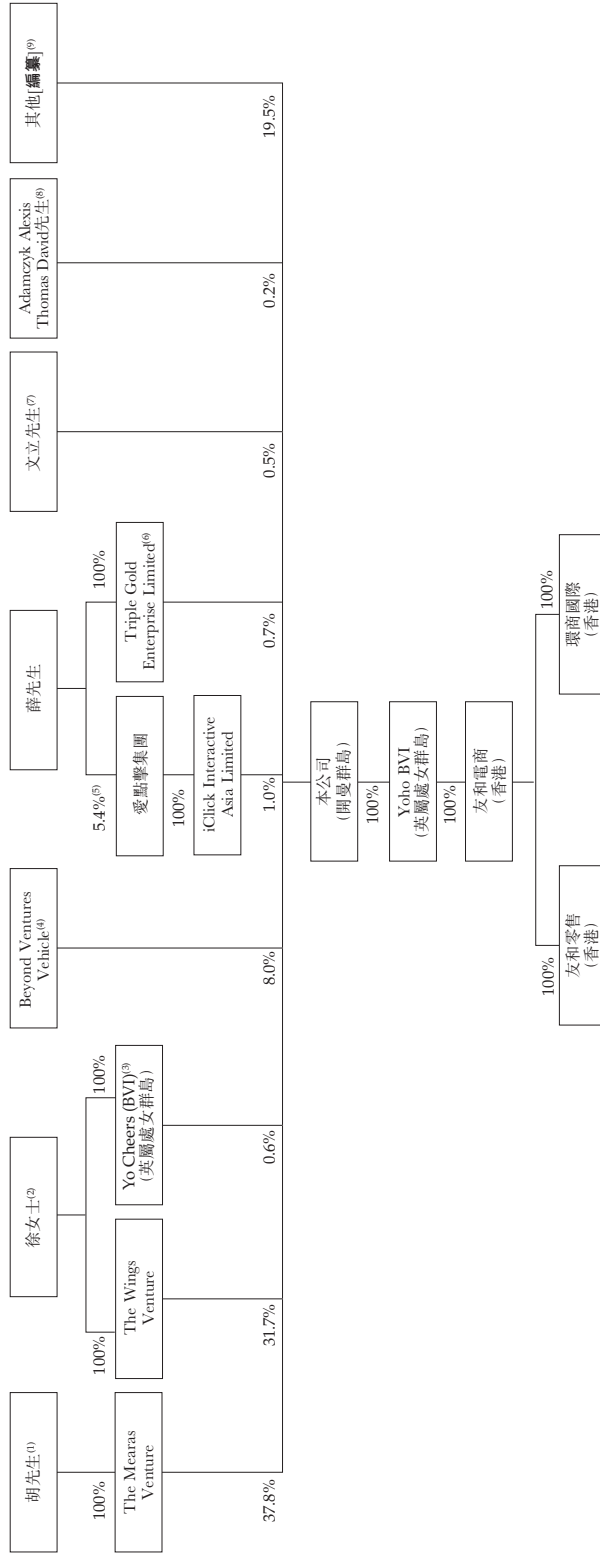 胡先生(1)
徐女士(2)
Beyond Ventures
Vehicle(4)
薛先生
文立先生(7)
Adamczyk Alexis
Thomas David先生(8)
其他[編纂](9)
100%
100%
100%
5.4%(5)
100%
The Mearas
Venture
The Wings
Venture
Yo Cheers (BVI)(3)
(英屬處女群島)
愛點擊集團
Triple Gold
Enterprise Limited(6)
100%
iClick Interactive
Asia Limited
37.8%
31.7%
0.6%
8.0%
1.0%
0.7%
0.5%
0.2%
19.5%
本公司
(開曼群島)
100%
Yoho BVI
(英屬處女群島)
100%
友和電商
(香港)
100%
100%
友和零售
(香港)
環商國際
(香港)